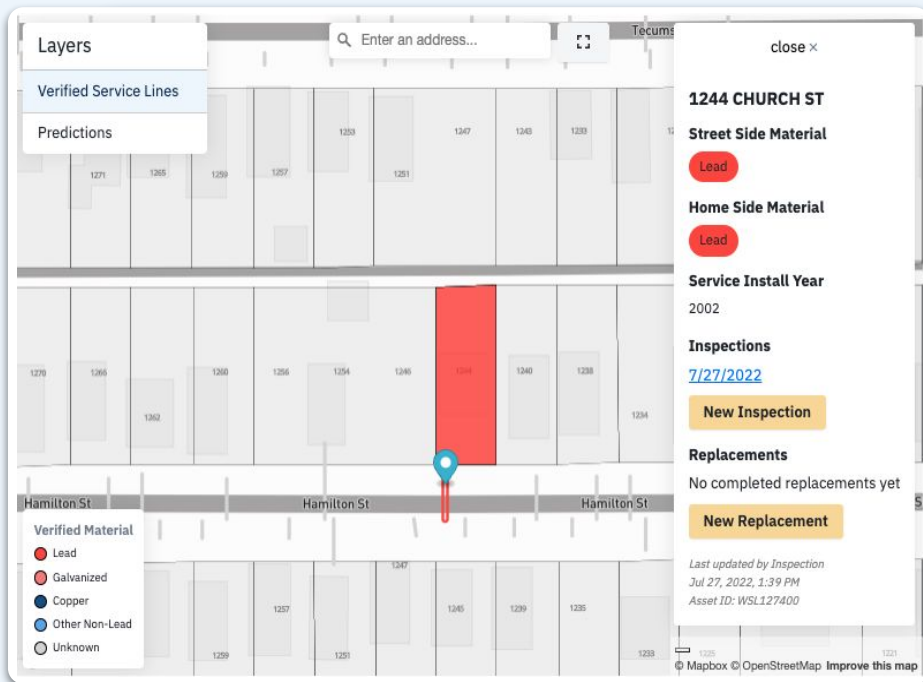 Layers
Verified Service Lines
Predictions
Enter an address...
Tecums
close ×
1244 CHURCH ST
Street Side Material
Lead
Home Side Material
Lead
Service Install Year
2002
Inspections
7/27/2022
New Inspection
Replacements
No completed replacements yet
New Replacement
Last updated by Inspection
Jul 27, 2022, 1:39 PM
Asset ID: WSL127400
1253
1247
1243
1233
1271
1265
1259
1257
1251
1270
1266
1262
1260
1256
1254
1246
1244
1240
1238
1234
Hamilton St
Hamilton St
Hamilton St
Verified Material
Lead
Galvanized
Copper
Other Non-Lead
Unknown
1247
1257
1245
1239
1235
1259
1251
1233
1225
1221
© Mapbox © OpenStreetMap Improve this map